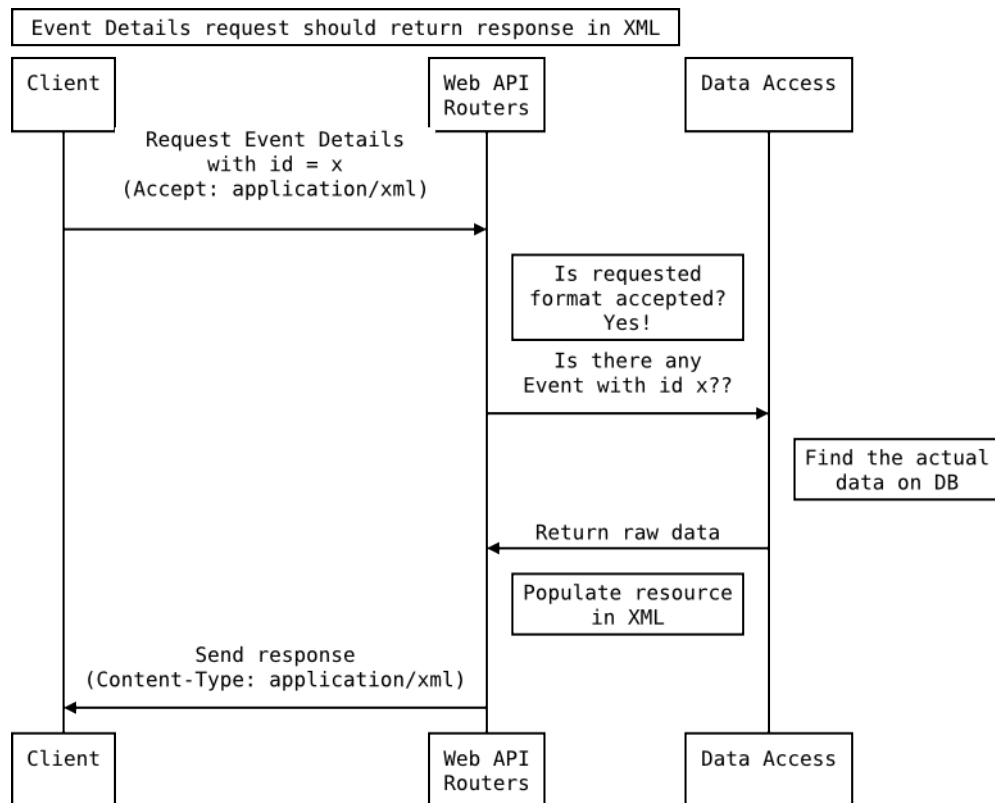 Event Details request should return response in XML
Client
Web API
Routers
Data Access
Request Event Details
with id = x
(Accept: application/xml)
Is requested
format accepted?
Yes!
Is there any
Event with id x??
Find the actual
data on DB
Return raw data
Populate resource
in XML
Send response
(Content-Type: application/xml)
Client
Web API
Routers
Data Access